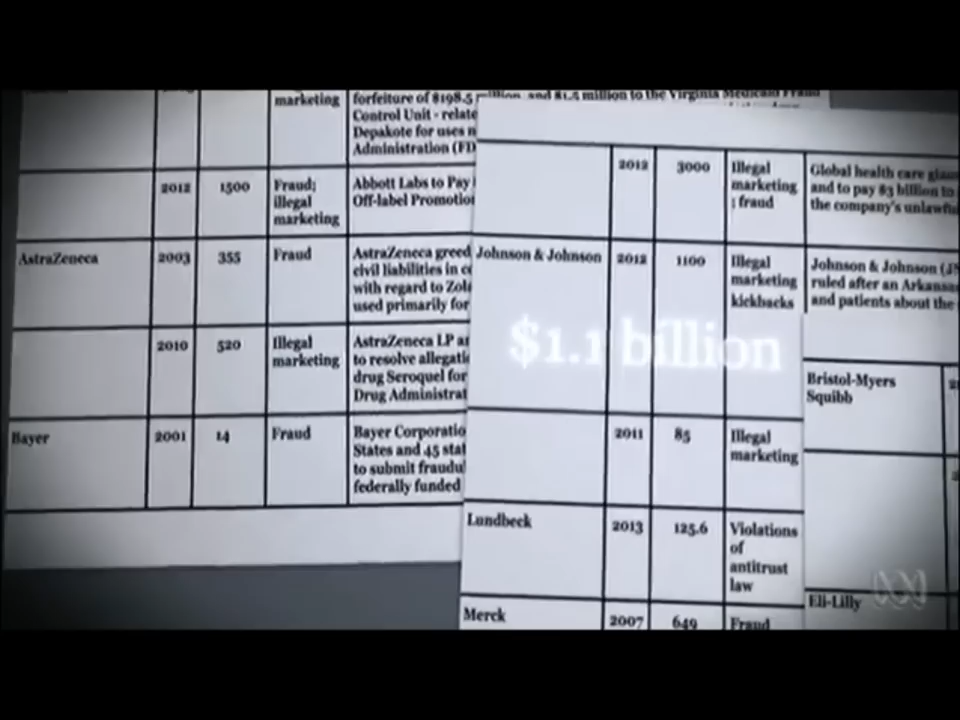 marketing
forfeiture of $198.5
million, and $1.5 million to the Virginia Medicaid Fraud
Control Unit - relate
Depakote for uses n
Administration (FD
2012
1500
Fraud;
illegal
marketing
Abbott Labs to Pay
Off-label Promotio
AstraZeneca
2003
355
Fraud
AstraZeneca greed
civil liabilities in c
with regard to Zol
used primarily for
2010
520
Illegal
marketing
AstraZeneca LP a
to resolve allegati
drug Seroquel for
Drug Administrat
Bayer
2001
14
Fraud
Bayer Corporatio
States and 45 stat
to submit fraudu
federally funded
2012
3000
Illegal
marketing
; fraud
Global health care gian
and to pay $3 billion to
the company's unlawfu
Johnson & Johnson
2012
1100
Illegal
marketing
kickbacks
Johnson & Johnson (J
ruled after an Arkansas
and patients about the
$1.1 billion
2011
85
Illegal
marketing
Lundbeck
2013
125.6
Violations
of
antitrust
law
Merck
2007
649
Fraud
Bristol-Myers
Squibb
Eli-Lilly